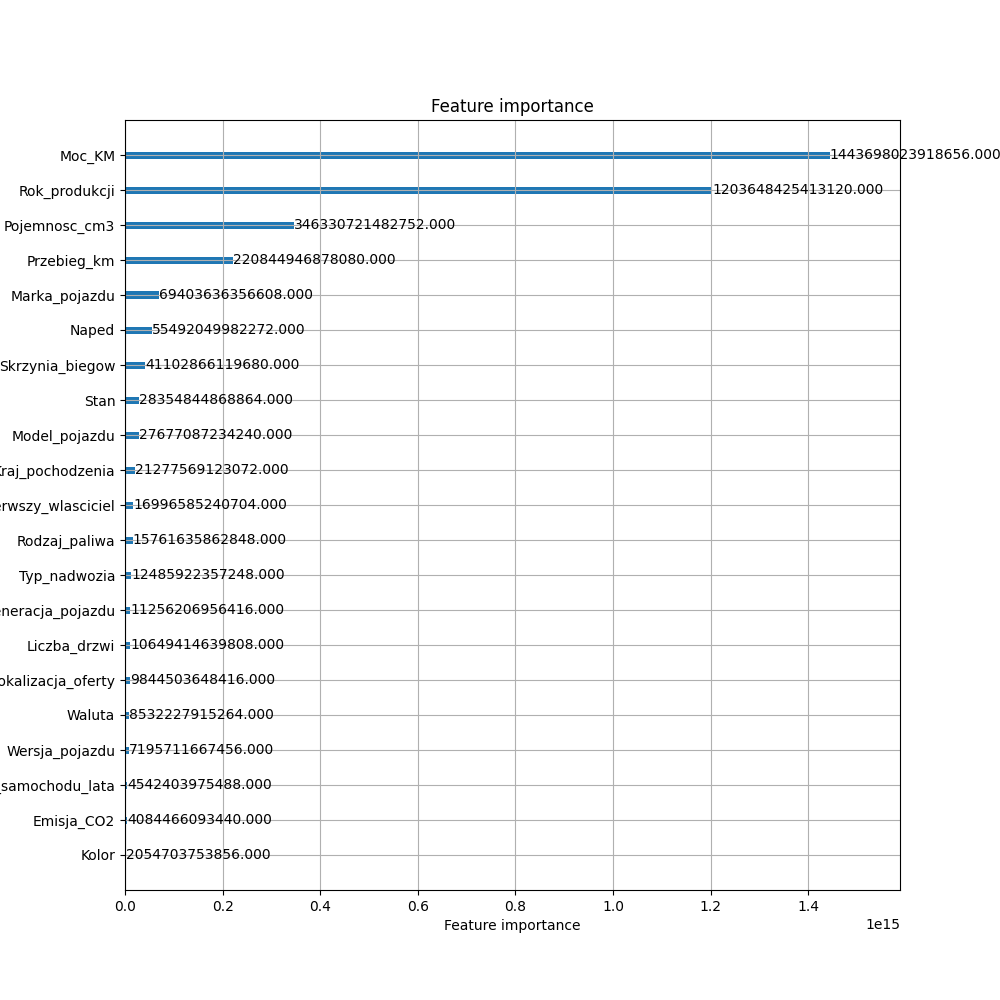 Feature importance
Moc_KM 1443698023918656.000
Rok_produkcji 1203648425413120.000
Pojemnosc_cm3 346330721482752.000
Przebieg_km 220844946878080.000
Marka_pojazdu 69403636356608.000
Naped 55492049982272.000
Skrzynia_biegow 41102866119680.000
Stan 28354844868864.000
Model_pojazdu 27677087234240.000
raj_pochodzenia 21277569123072.000
rwszy_wlasciciel 16996585240704.000
Rodzaj_paliwa 15761635862848.000
Typ_nadwozia 12485922357248.000
neracja_pojazdu 11256206956416.000
Liczba_drzwi 10649414639808.000
okalizacja_oferty 9844503648416.000
Waluta 8532227915264.000
Wersja_pojazdu 7195711667456.000
_samochodu_lata 4542403975488.000
Emisja_CO2 4084466093440.000
Kolor 2054703753856.000
0.0 0.2 0.4 0.6 0.8 1.0 1.2 1.4
Feature importance 1e15